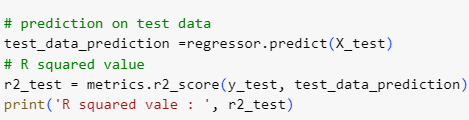 # prediction on test data
test_data_prediction =regressor.predict(X_test)
# R squared value
r2_test = metrics.r2_score(y_test, test_data_prediction)
print('R squared vale : ', r2_test)